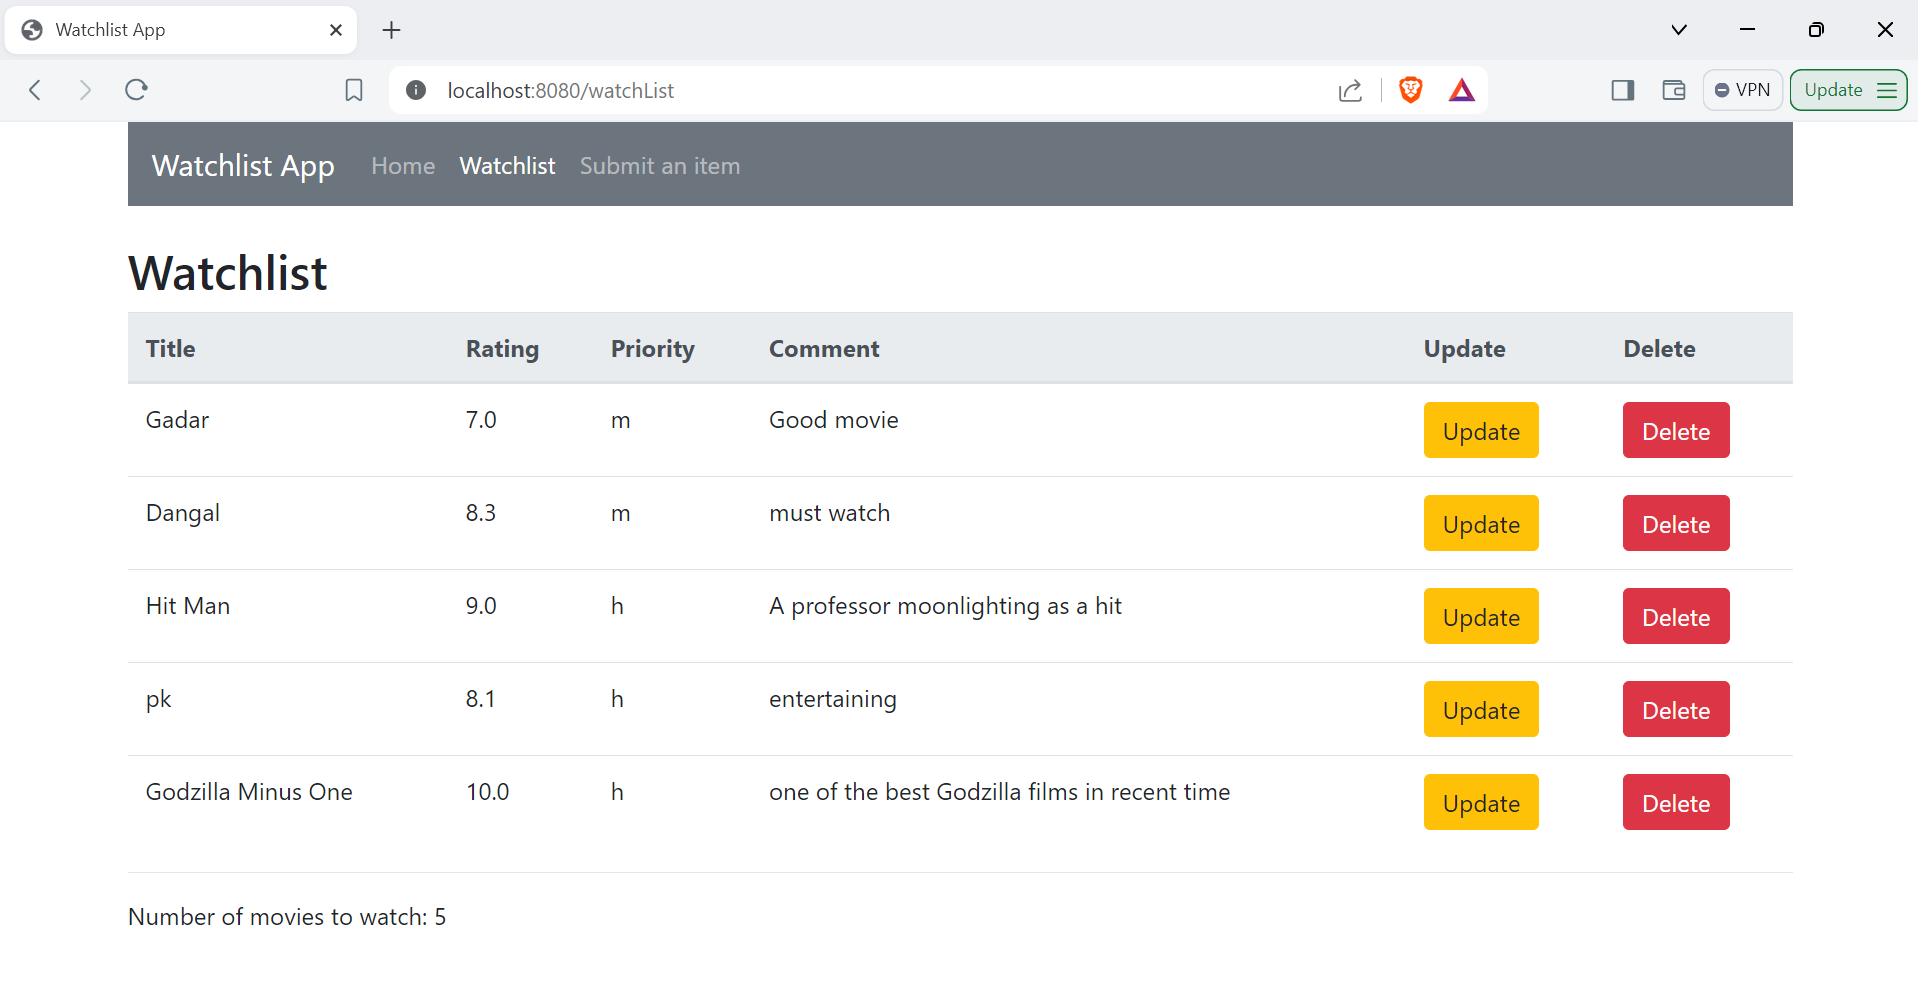 Watchlist App
localhost:8080/watchList
VPN
Update
Watchlist App Home Watchlist Submit an item
Watchlist
Title Rating Priority Comment Update Delete
Gadar 7.0 m Good movie Update Delete
Dangal 8.3 m must watch Update Delete
Hit Man 9.0 h A professor moonlighting as a hit Update Delete
pk 8.1 h entertaining Update Delete
Godzilla Minus One 10.0 h one of the best Godzilla films in recent time Update Delete
Number of movies to watch: 5